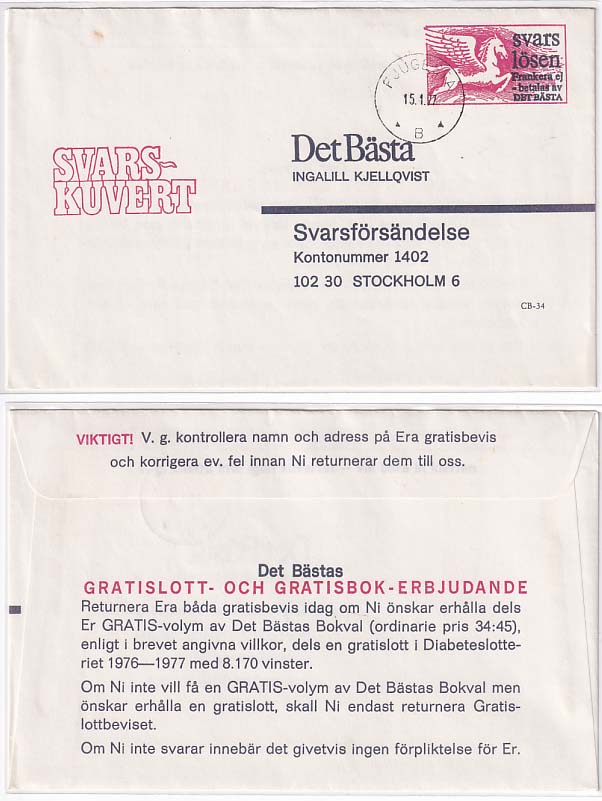 svars
lösen
Frankera ej
- betalas av
DET BÄSTA
15.1.77
B
Det Bästa
INGALILL KJELLQVIST
SVARS-
KUVERT
Svarsförsändelse
Kontonummer 1402
102 30 STOCKHOLM 6
CB-34
VIKTIGT! V. g. kontrollera namn och adress på Era gratisbevis
och korrigera ev. fel innan Ni returnerar dem till oss.
Det Bästas
GRATISLOTT- OCH GRATISBOK-ERBJUDANDE
Returnera Era båda gratisbevis idag om Ni önskar erhålla dels
Er GRATIS-volym av Det Bästas Bokval (ordinarie pris 34:45),
enligt i brevet angivna villkor, dels en gratislott i Diabeteslotte-
riet 1976—1977 med 8.170 vinster.
Om Ni inte vill få en GRATIS-volym av Det Bästas Bokval men
önskar erhålla en gratislott, skall Ni endast returnera Gratis-
lottbeviset.
Om Ni inte svarar innebär det givetvis ingen förpliktelse för Er.